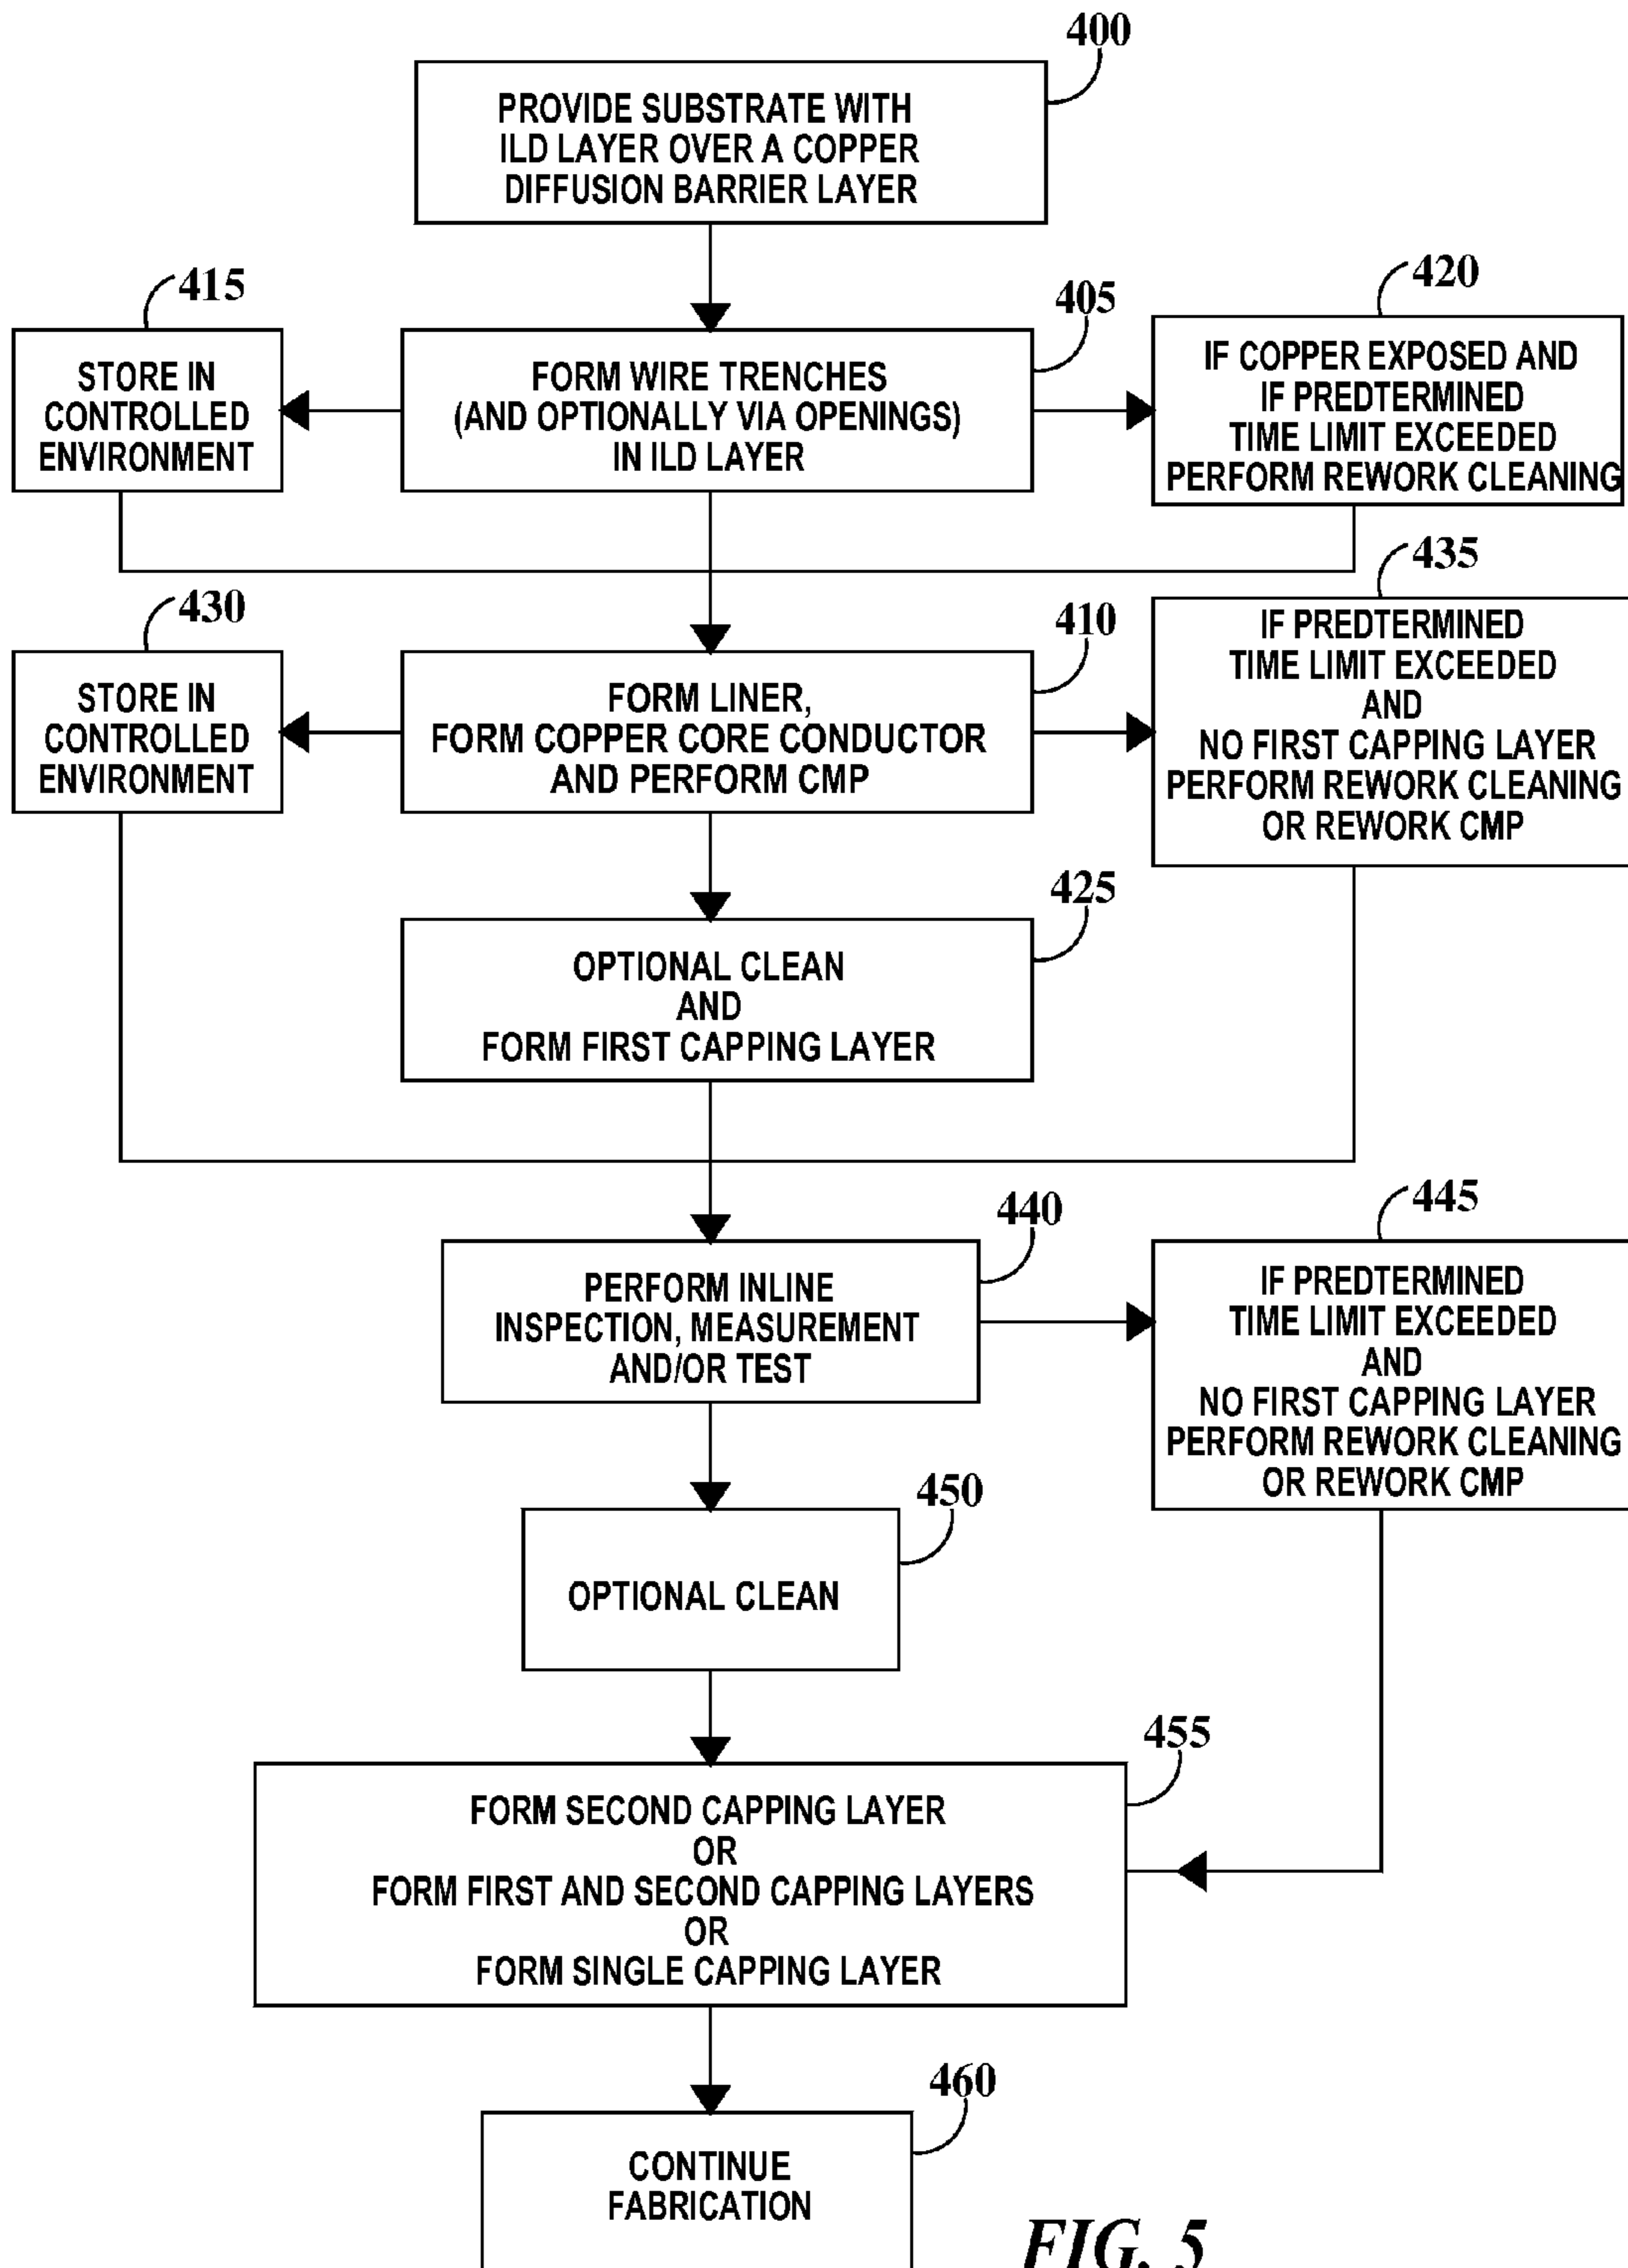 400
PROVIDE SUBSTRATE WITH
ILD LAYER OVER A COPPER
DIFFUSION BARRIER LAYER
415
STORE IN
CONTROLLED
ENVIRONMENT
405
FORM WIRE TRENCHES
(AND OPTIONALLY VIA OPENINGS)
IN ILD LAYER
420
IF COPPER EXPOSED AND
IF PREDTERMINED
TIME LIMIT EXCEEDED
PERFORM REWORK CLEANING
430
STORE IN
CONTROLLED
ENVIRONMENT
410
FORM LINER,
FORM COPPER CORE CONDUCTOR
AND PERFORM CMP
435
IF PREDTERMINED
TIME LIMIT EXCEEDED
AND
NO FIRST CAPPING LAYER
PERFORM REWORK CLEANING
OR REWORK CMP
425
OPTIONAL CLEAN
AND
FORM FIRST CAPPING LAYER
440
PERFORM INLINE
INSPECTION, MEASUREMENT
AND/OR TEST
445
IF PREDTERMINED
TIME LIMIT EXCEEDED
AND
NO FIRST CAPPING LAYER
PERFORM REWORK CLEANING
OR REWORK CMP
450
OPTIONAL CLEAN
455
FORM SECOND CAPPING LAYER
OR
FORM FIRST AND SECOND CAPPING LAYERS
OR
FORM SINGLE CAPPING LAYER
460
CONTINUE
FABRICATION
FIG. 5